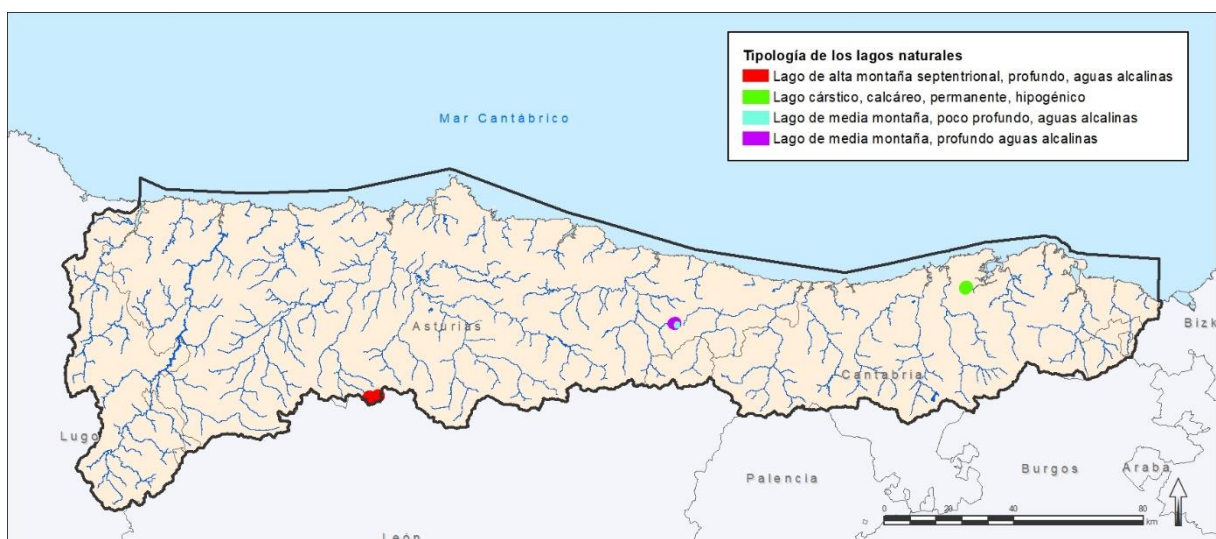 Tipología de los lagos naturales
Lago de alta montaña septentrional, profundo, aguas alcalinas
Lago cárstico, calcáreo, permanente, hipogénico
Lago de media montaña, poco profundo, aguas alcalinas
Lago de media montaña, profundo aguas alcalinas
Mar Cantábrico
Asturias
Cantabria
Bizk
Lugo
Palencia
Burgos
Araba
León
0 20 40 80
km